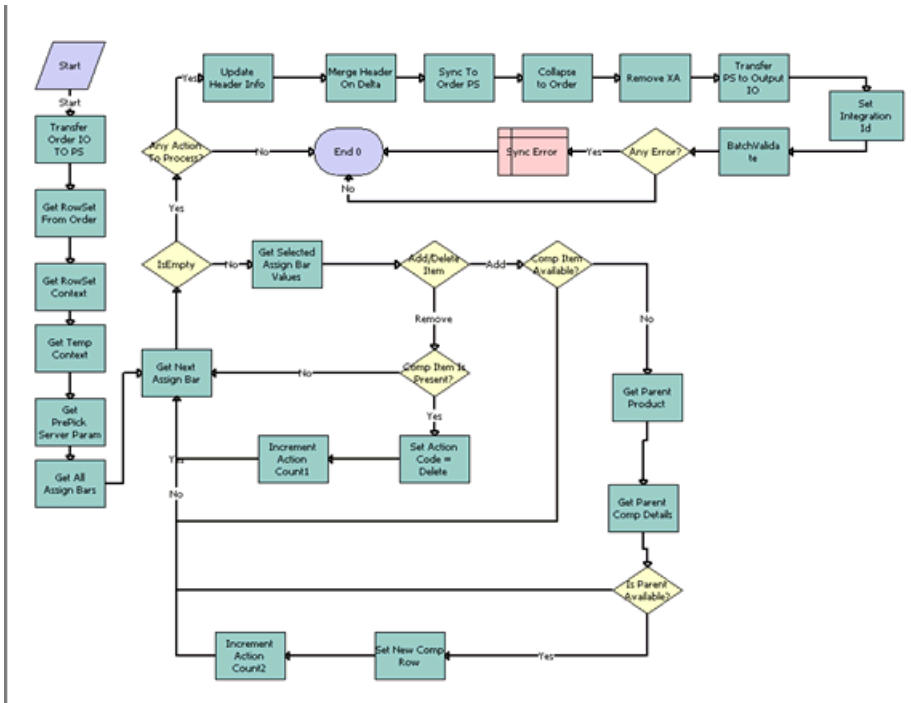 Start
Start
Transfer
Order IO
TO PS
Get RowSet
From Order
Get RowSet
Context
Get Temp
Context
Get
PrePick
Server Param
Get All
Assign Bars
Yes
Update
Header Info
Merge Header
On Delta
Sync To
Order PS
Collapse
to Order
Remove XA
Transfer
PS to Output
IO
Set
Integration
Id
Any Action
To Process?
No
End 0
Sync Error
Yes
Any Error?
BatchValida
te
No
Yes
IsEmpty
No
Get Selected
Assign Bar
Values
Add/Delete
Item
Add
Comp Item
Available?
Remove
No
Get Next
Assign Bar
No
Comp Item Is
Present?
Get Parent
Product
Yes
Yes
Increment
Action
Count1
Set Action
Code =
Delete
No
Get Parent
Comp Details
Is Parent
Available?
Increment
Action
Count2
Set New Comp
Row
Yes